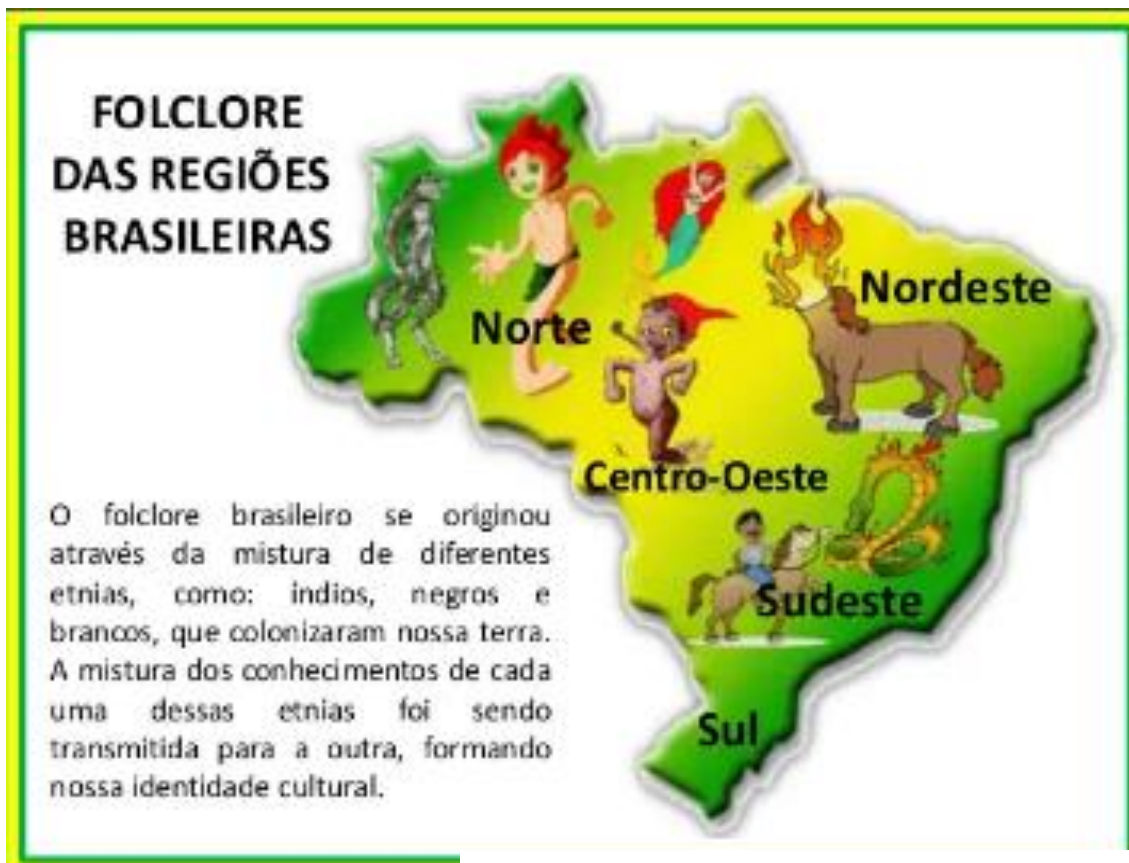 FOLCLORE
DAS REGIÕES
BRASILEIRAS
Nordeste
Norte
Centro-Oeste
Sudeste
Sul
O folclore brasileiro se originou
através da mistura de diferentes
etnias, como: índios, negros e
brancos, que colonizaram nossa terra.
A mistura dos conhecimentos de cada
uma dessas etnias foi sendo
transmitida para a outra, formando
nossa identidade cultural.